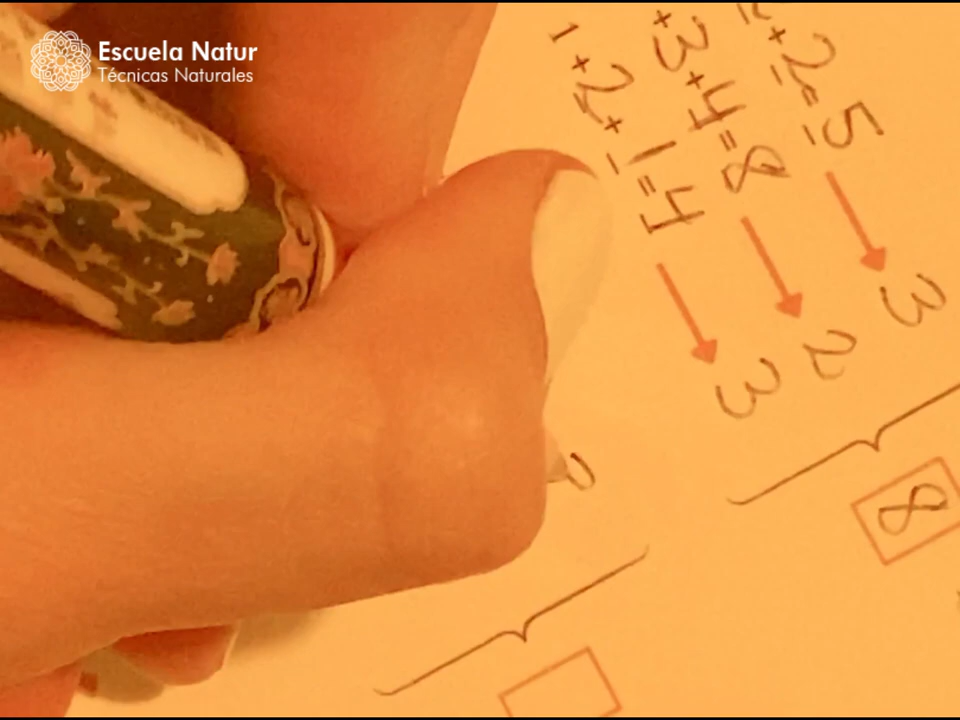 Escuela Natur
Técnicas Naturales
+2=5 → 3
+3+4=8 → 2
1+2+1=4 → 3
8